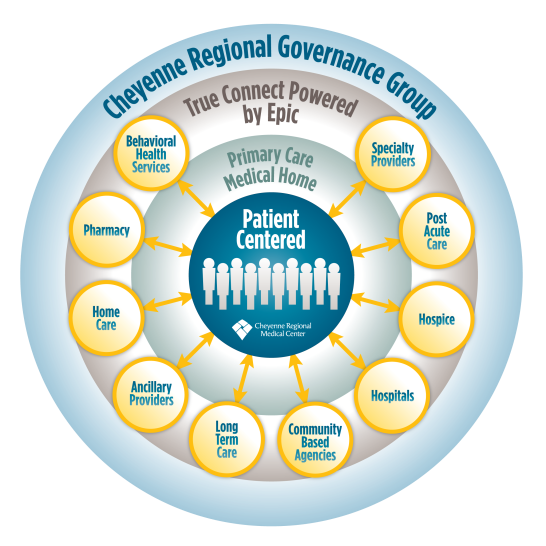 Cheyenne Regional Governance Group
True Connect Powered
by Epic
Primary Care
Medical Home
Patient
Centered
Cheyenne Regional
Medical Center
Behavioral
Health
Services
Specialty
Providers
Pharmacy
Post
Acute
Care
Home
Care
Hospice
Ancillary
Providers
Hospitals
Long
Term
Care
Community
Based
Agencies